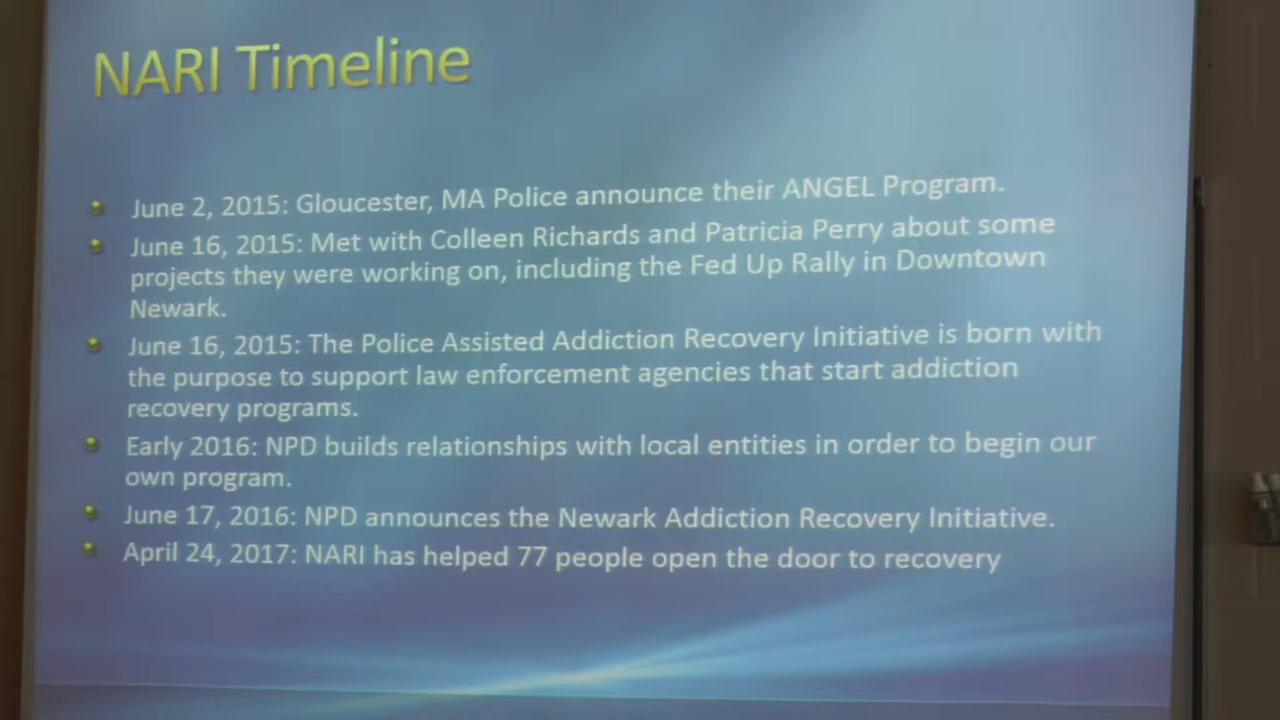 NARI Timeline
June 2, 2015: Gloucester, MA Police announce their ANGEL Program.
June 16, 2015: Met with Colleen Richards and Patricia Perry about some
projects they were working on, including the Fed Up Rally in Downtown
Newark.
June 16, 2015: The Police Assisted Addiction Recovery Initiative is born with
the purpose to support law enforcement agencies that start addiction
recovery programs.
Early 2016: NPD builds relationships with local entities in order to begin our
own program.
June 17, 2016: NPD announces the Newark Addiction Recovery Initiative.
April 24, 2017: NARI has helped 77 people open the door to recovery